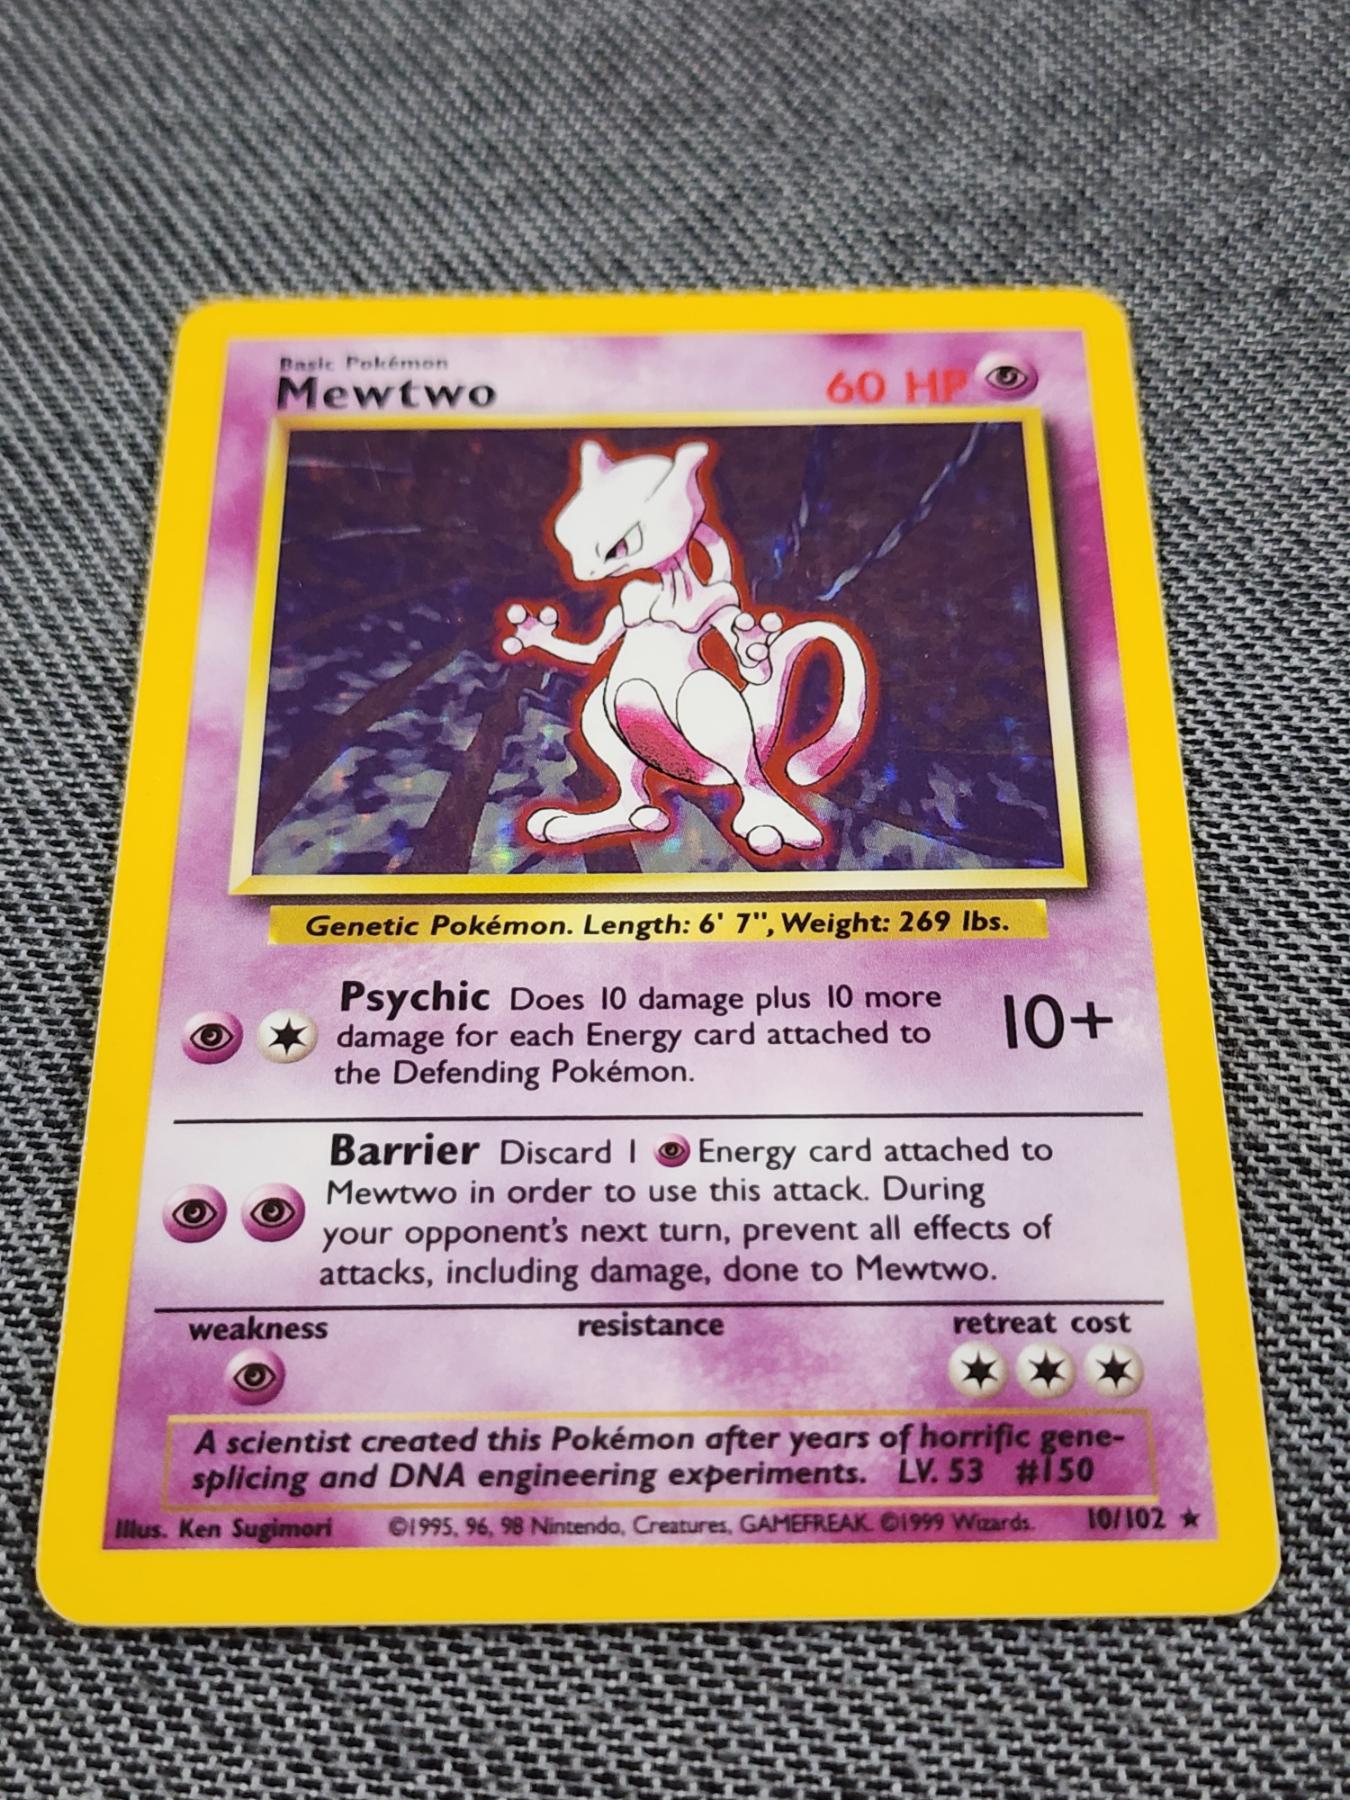 Basic Pokémon
Mewtwo 60 HP
Genetic Pokémon. Length: 6' 7", Weight: 269 lbs.
Psychic Does 10 damage plus 10 more
damage for each Energy card attached to
the Defending Pokémon.
10+
Barrier Discard 1 Energy card attached to
Mewtwo in order to use this attack. During
your opponent's next turn, prevent all effects of
attacks, including damage, done to Mewtwo.
weakness resistance retreat cost
A scientist created this Pokémon after years of horrific gene-
splicing and DNA engineering experiments. LV. 53 #150
Illus. Ken Sugimori ©1995, 96, 98 Nintendo, Creatures, GAMEFREAK. ©1999 Wizards. 10/102 ★